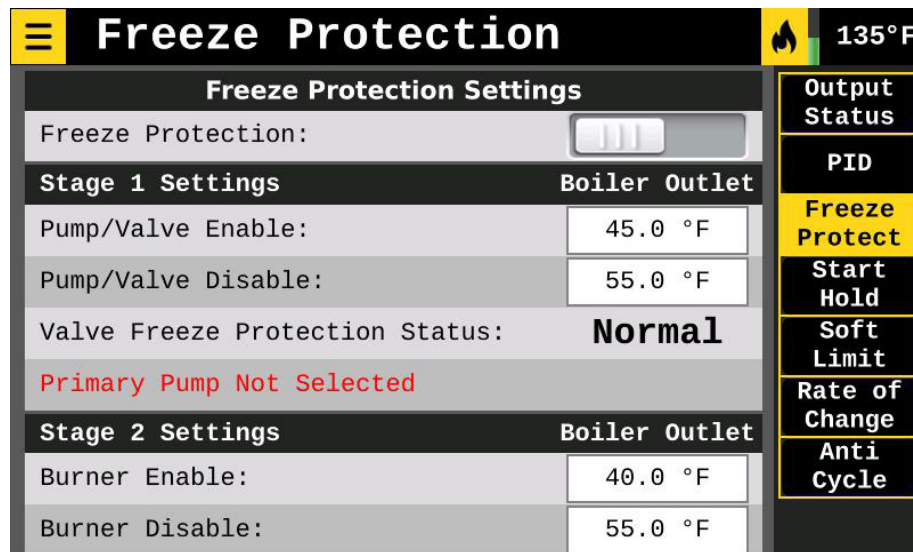 Freeze Protection
135°F
Freeze Protection Settings
Freeze Protection:
Stage 1 Settings Boiler Outlet
Pump/Valve Enable: 45.0 °F
Pump/Valve Disable: 55.0 °F
Valve Freeze Protection Status: Normal
Primary Pump Not Selected
Stage 2 Settings Boiler Outlet
Burner Enable: 40.0 °F
Burner Disable: 55.0 °F
Output
Status
PID
Freeze
Protect
Start
Hold
Soft
Limit
Rate of
Change
Anti
Cycle